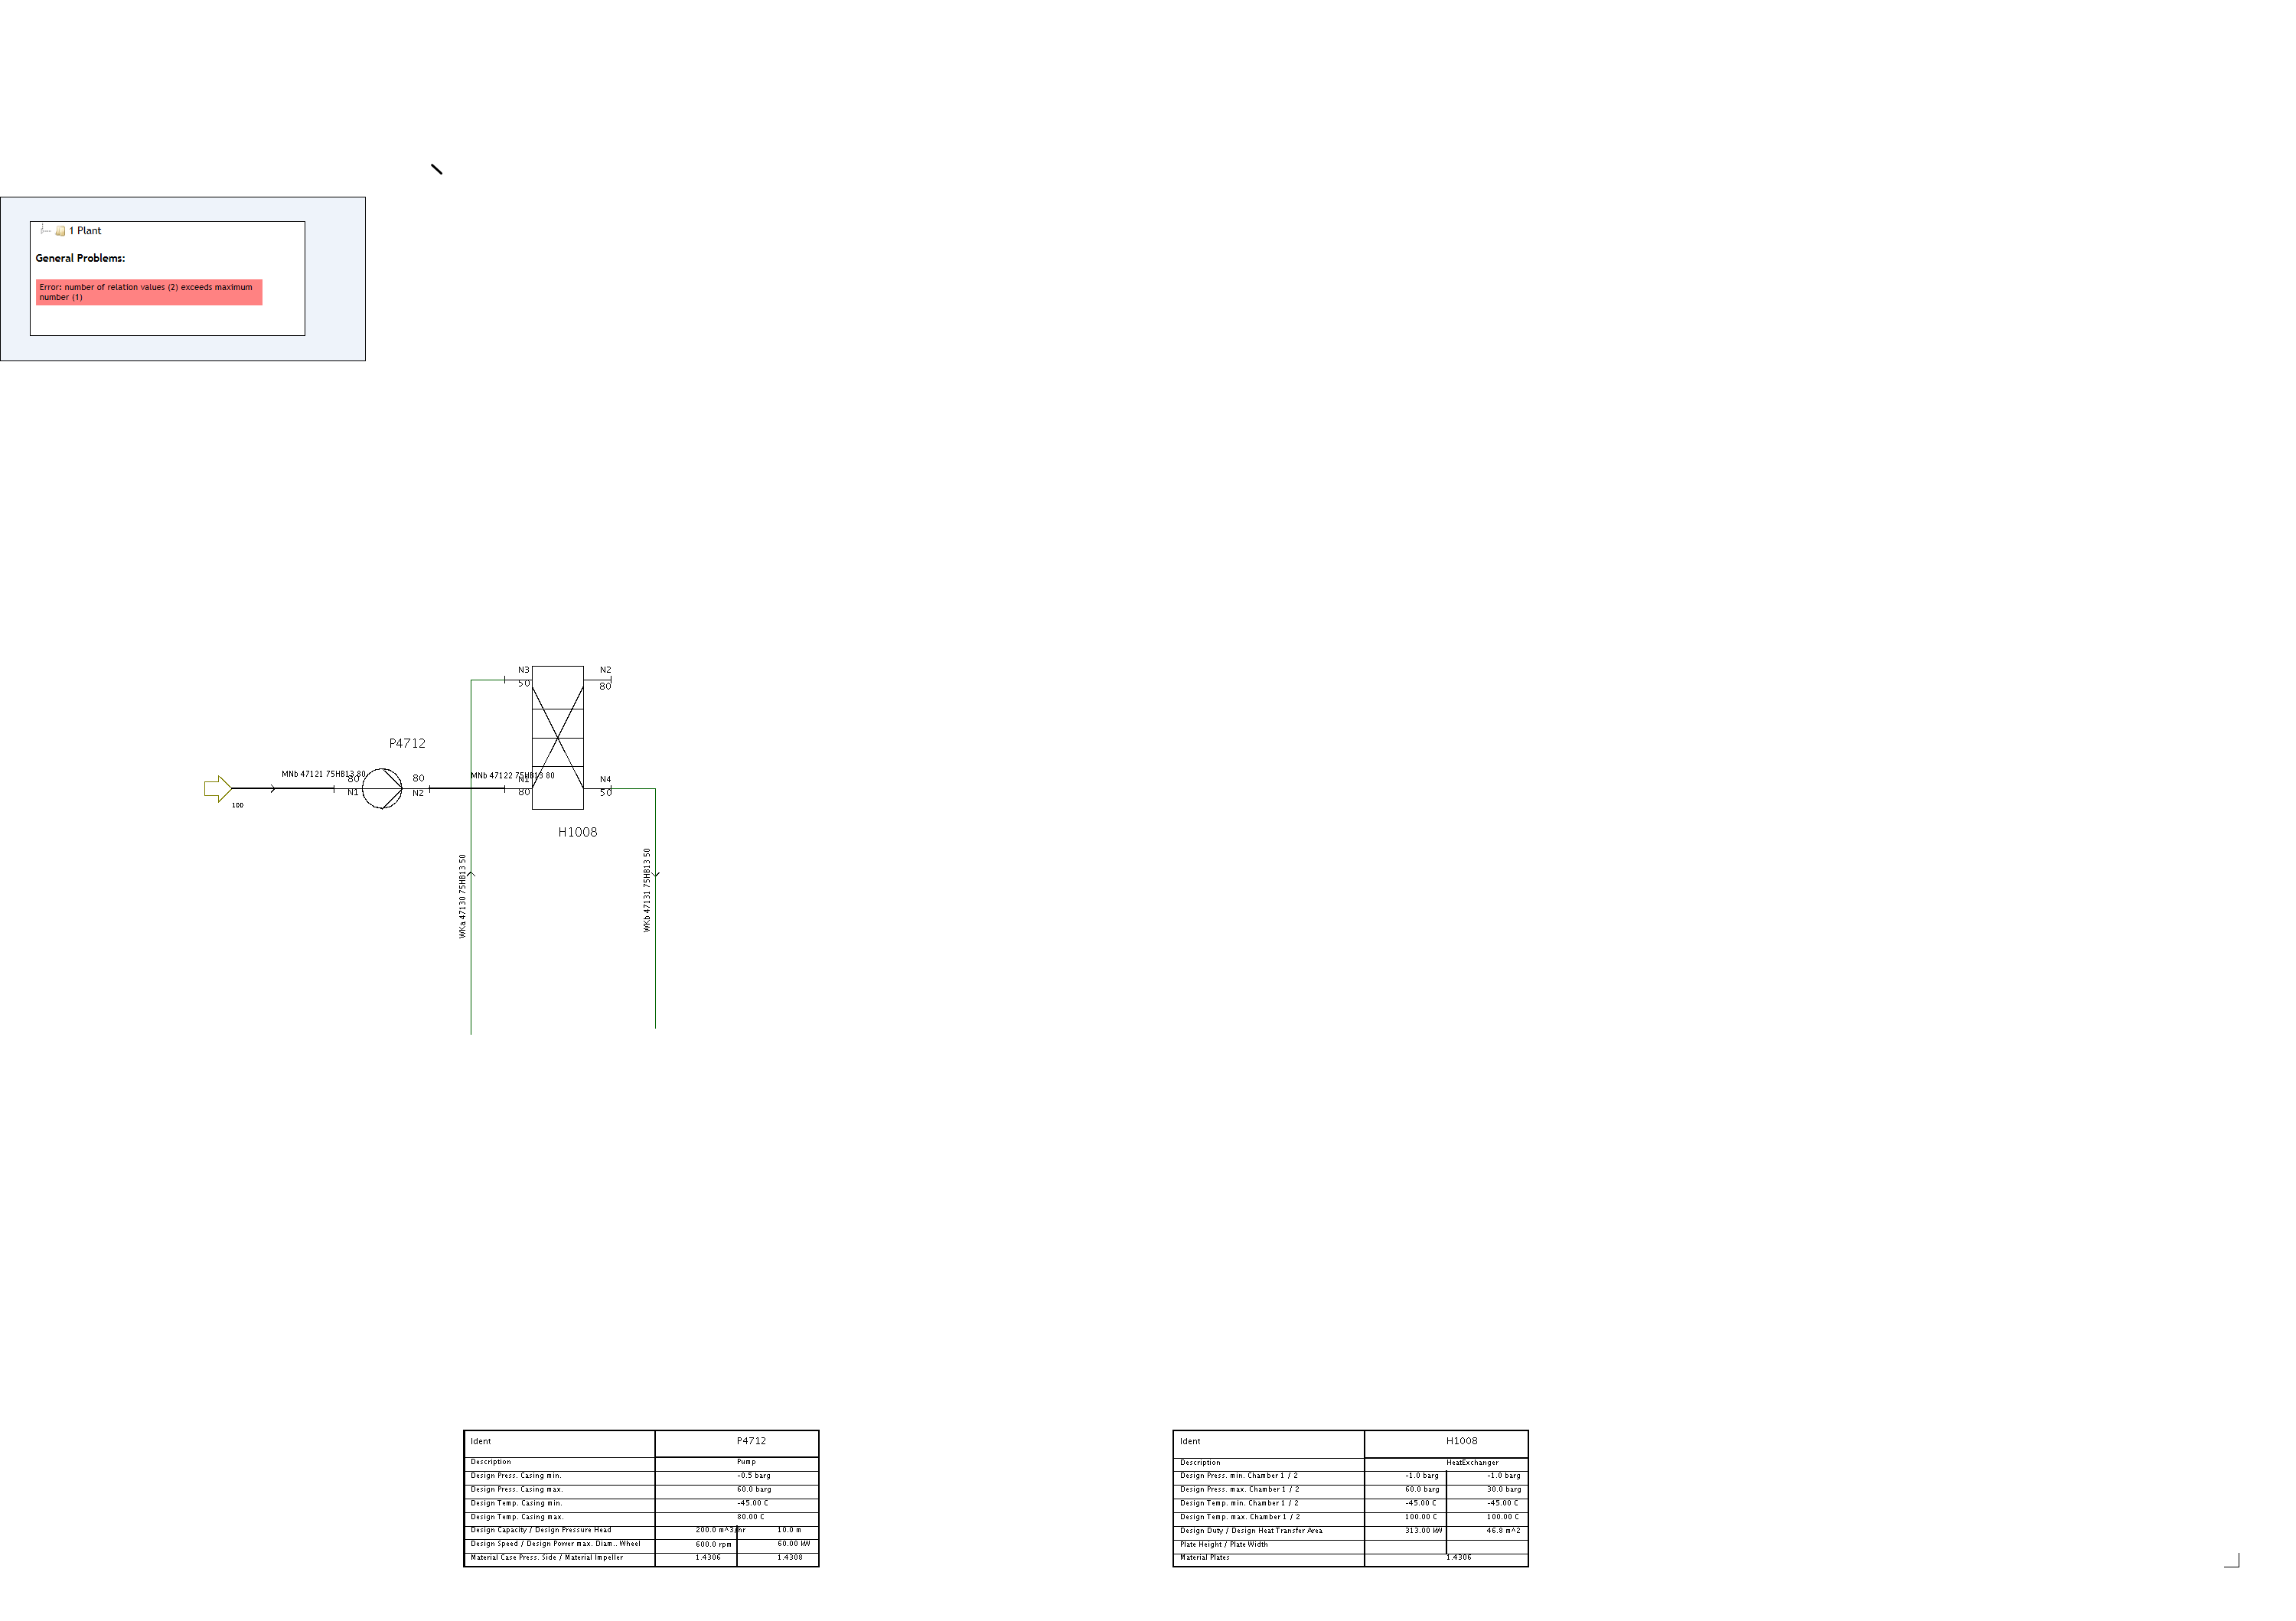 1 Plant
General Problems:
Error: number of relation values (2) exceeds maximum
number (1)
N3
50
N2
80
P4712
MNb 47121 75HB13 80
80
N1
80
N2
MNb 47122 75HB13 80
N1
80
N4
50
100
H1008
WKa 47130 75HB13 50
WKb 47131 75HB13 50
Ident P4712
Description Pump
Design Press. Casing min. -0.5 barg
Design Press. Casing max. 60.0 barg
Design Temp. Casing min. -45.00 C
Design Temp. Casing max. 80.00 C
Design Capacity / Design Pressure Head 200.0 m^3/hr 10.0 m
Design Speed / Design Power max. Diam.. Wheel 600.0 rpm 60.00 kW
Material Case Press. Side / Material Impeller 1.4306 1.4308
Ident H1008
Description HeatExchanger
Design Press. min. Chamber 1 / 2 -1.0 barg -1.0 barg
Design Press. max. Chamber 1 / 2 60.0 barg 30.0 barg
Design Temp. min. Chamber 1 / 2 -45.00 C -45.00 C
Design Temp. max. Chamber 1 / 2 100.00 C 100.00 C
Design Duty / Design Heat Transfer Area 313.00 kW 46.8 m^2
Plate Height / Plate Width
Material Plates 1.4306